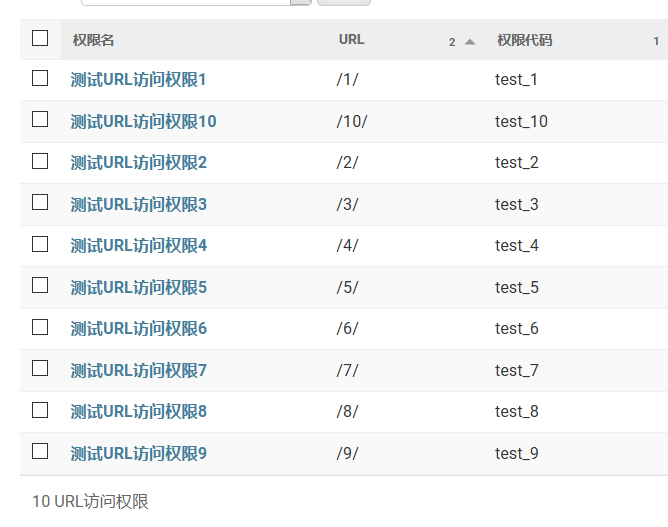 权限名 URL 2 权限代码 1
测试URL访问权限1 /1/ test_1
测试URL访问权限10 /10/ test_10
测试URL访问权限2 /2/ test_2
测试URL访问权限3 /3/ test_3
测试URL访问权限4 /4/ test_4
测试URL访问权限5 /5/ test_5
测试URL访问权限6 /6/ test_6
测试URL访问权限7 /7/ test_7
测试URL访问权限8 /8/ test_8
测试URL访问权限9 /9/ test_9
10 URL访问权限